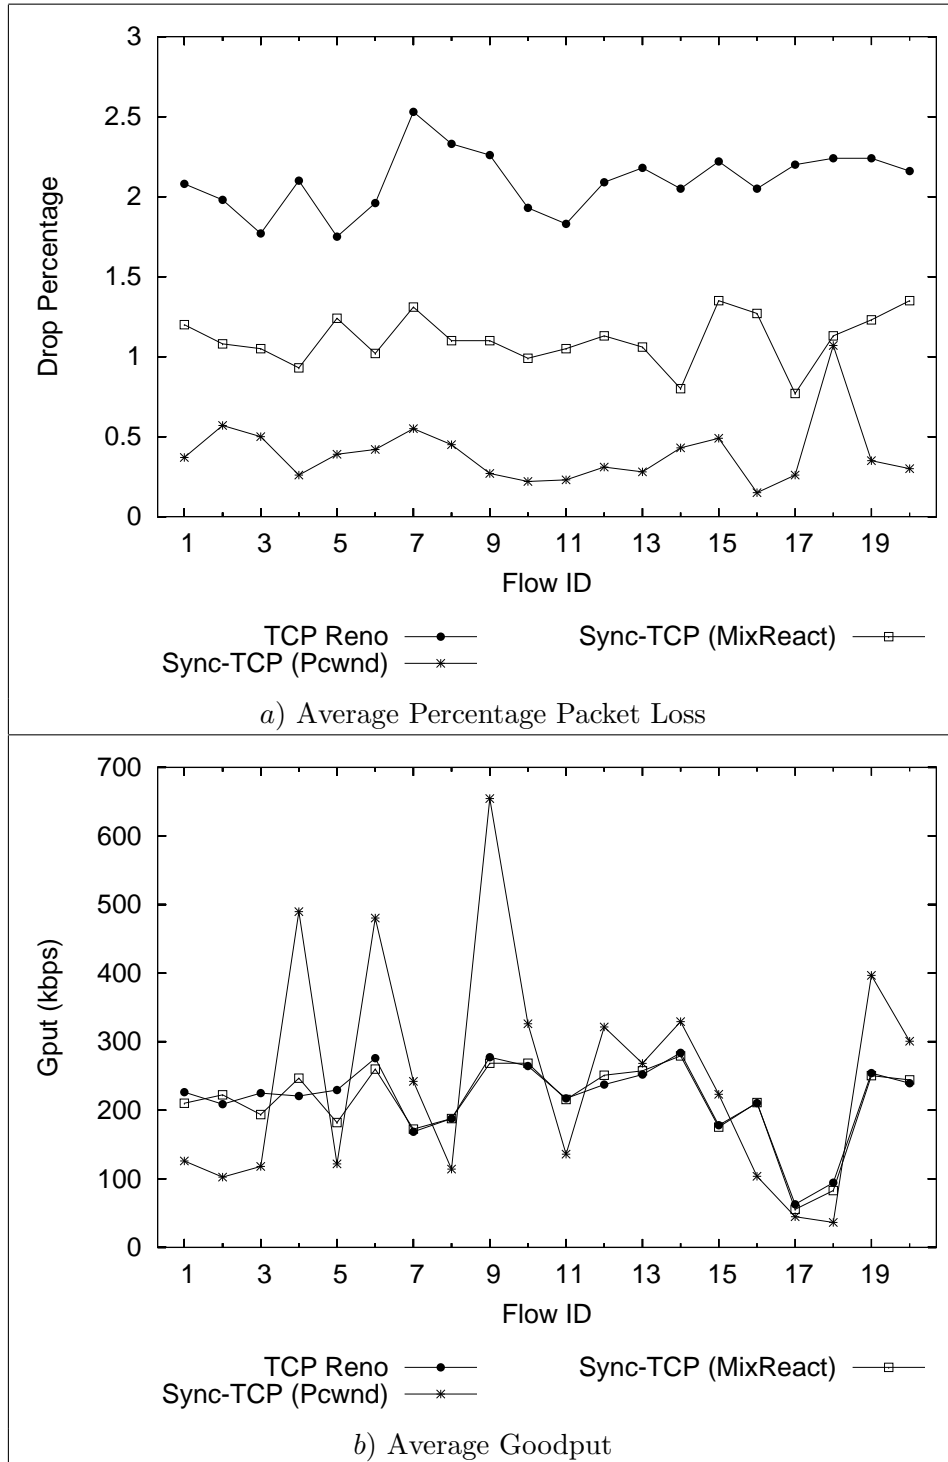 3
2.5
2
1.5
1
0.5
0
Drop Percentage
1 3 5 7 9 11 13 15 17 19
Flow ID
TCP Reno Sync-TCP (MixReact)
Sync-TCP (Pcwnd)
a) Average Percentage Packet Loss
700
600
500
400
300
200
100
0
Gput (kbps)
1 3 5 7 9 11 13 15 17 19
Flow ID
TCP Reno Sync-TCP (MixReact)
Sync-TCP (Pcwnd)
b) Average Goodput